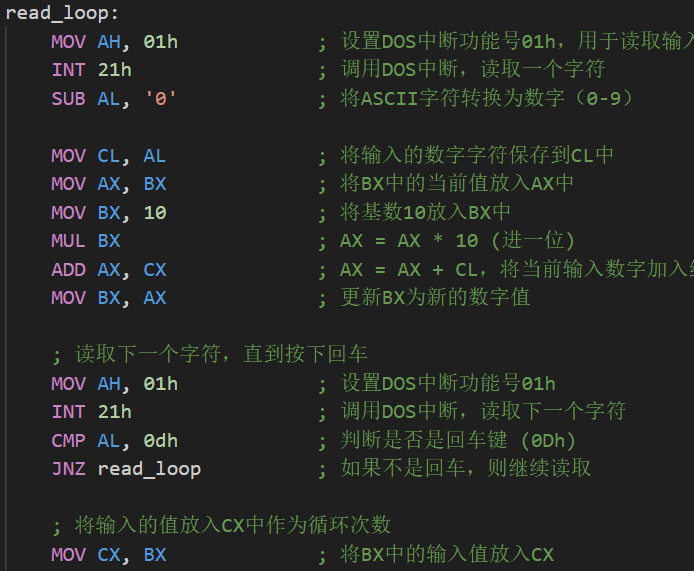 read_loop:
MOV AH, 01h ; 设置DOS中断功能号01h，用于读取输入
INT 21h ; 调用DOS中断，读取一个字符
SUB AL, '0' ; 将ASCII字符转换为数字（0-9）
MOV CL, AL ; 将输入的数字字符保存到CL中
MOV AX, BX ; 将BX中的当前值放入AX中
MOV BX, 10 ; 将基数10放入BX中
MUL BX ; AX = AX * 10 (进一位)
ADD AX, CX ; AX = AX + CL，将当前输入数字加入
MOV BX, AX ; 更新BX为新的数字值
; 读取下一个字符，直到按下回车
MOV AH, 01h ; 设置DOS中断功能号01h
INT 21h ; 调用DOS中断，读取下一个字符
CMP AL, 0dh ; 判断是否是回车键 (0Dh)
JNZ read_loop ; 如果不是回车，则继续读取
; 将输入的值放入CX中作为循环次数
MOV CX, BX ; 将BX中的输入值放入CX